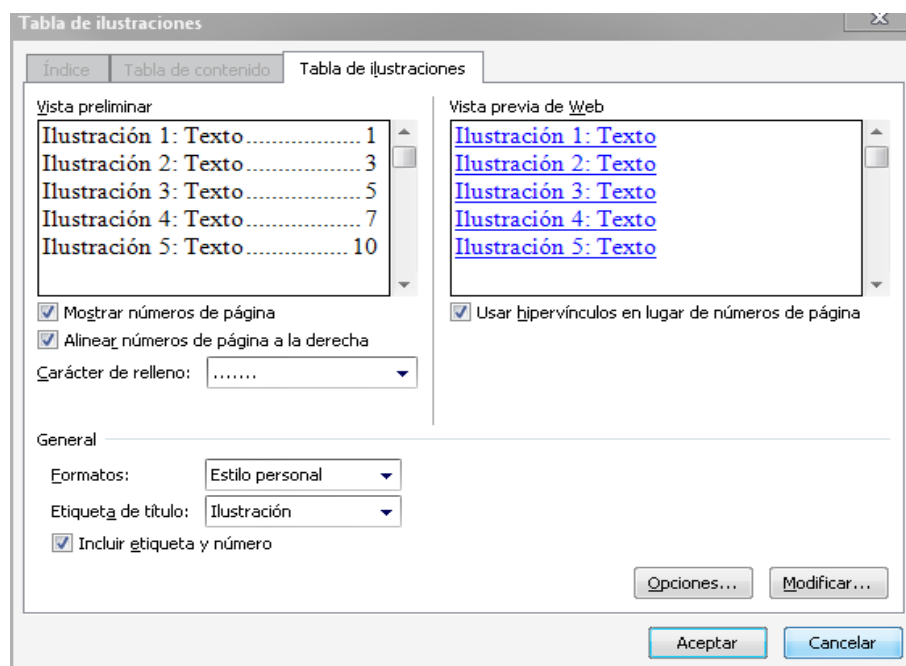 Tabla de ilustraciones
Índice Tabla de contenido Tabla de ilustraciones
Vista preliminar
Ilustración 1: Texto.................... 1
Ilustración 2: Texto.................... 3
Ilustración 3: Texto.................... 5
Ilustración 4: Texto.................... 7
Ilustración 5: Texto.................. 10
Mostrar números de página
Alinear números de página a la derecha
Carácter de relleno: .......
Vista previa de Web
Ilustración 1: Texto
Ilustración 2: Texto
Ilustración 3: Texto
Ilustración 4: Texto
Ilustración 5: Texto
Usar hipervínculos en lugar de números de página
General
Formatos: Estilo personal
Etiqueta de título: Ilustración
Incluir etiqueta y número
Opciones... Modificar...
Aceptar Cancelar